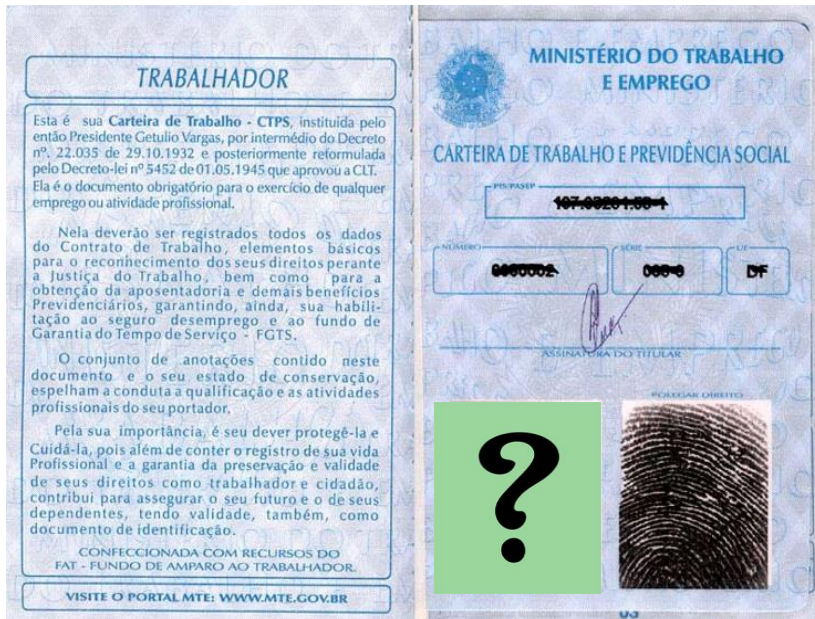 TRABALHADOR
Esta é sua Carteira de Trabalho - CTPS, instituída pelo
então Presidente Getulio Vargas, por intermédio do Decreto
nº. 22.035 de 29.10.1932 e posteriormente reformulada
pelo Decreto-lei nº 5452 de 01.05.1945 que aprovou a CLT.
Ela é o documento obrigatório para o exercício de qualquer
emprego ou atividade profissional.
Nela deverão ser registrados todos os dados
do Contrato de Trabalho, elementos básicos
para o reconhecimento dos seus direitos perante
a Justiça do Trabalho, bem como para a
obtenção da aposentadoria e demais benefícios
Previdenciários, garantindo, ainda, sua habili-
tação ao seguro desemprego e ao fundo de
Garantia do Tempo de Serviço - FGTS.
O conjunto de anotações contido neste
documento e o seu estado de conservação,
espelham a conduta a qualificação e as atividades
profissionais do seu portador.
Pela sua importância, é seu dever protegê-la e
Cuidá-la, pois além de conter o registro de sua vida
Profissional e a garantia da preservação e validade
de seus direitos como trabalhador e cidadão,
contribui para assegurar o seu futuro e o de seus
dependentes, tendo validade, também, como
documento de identificação.
CONFECCIONADA COM RECURSOS DO
FAT - FUNDO DE AMPARO AO TRABALHADOR.
VISITE O PORTAL MTE: WWW.MTE.GOV.BR
MINISTÉRIO DO TRABALHO
E EMPREGO
CARTEIRA DE TRABALHO E PREVIDÊNCIA SOCIAL
PIS/PASEP
NÚMERO SÉRIE UF
DF
ASSINATURA DO TITULAR
POLEGAR DIREITO
?
03